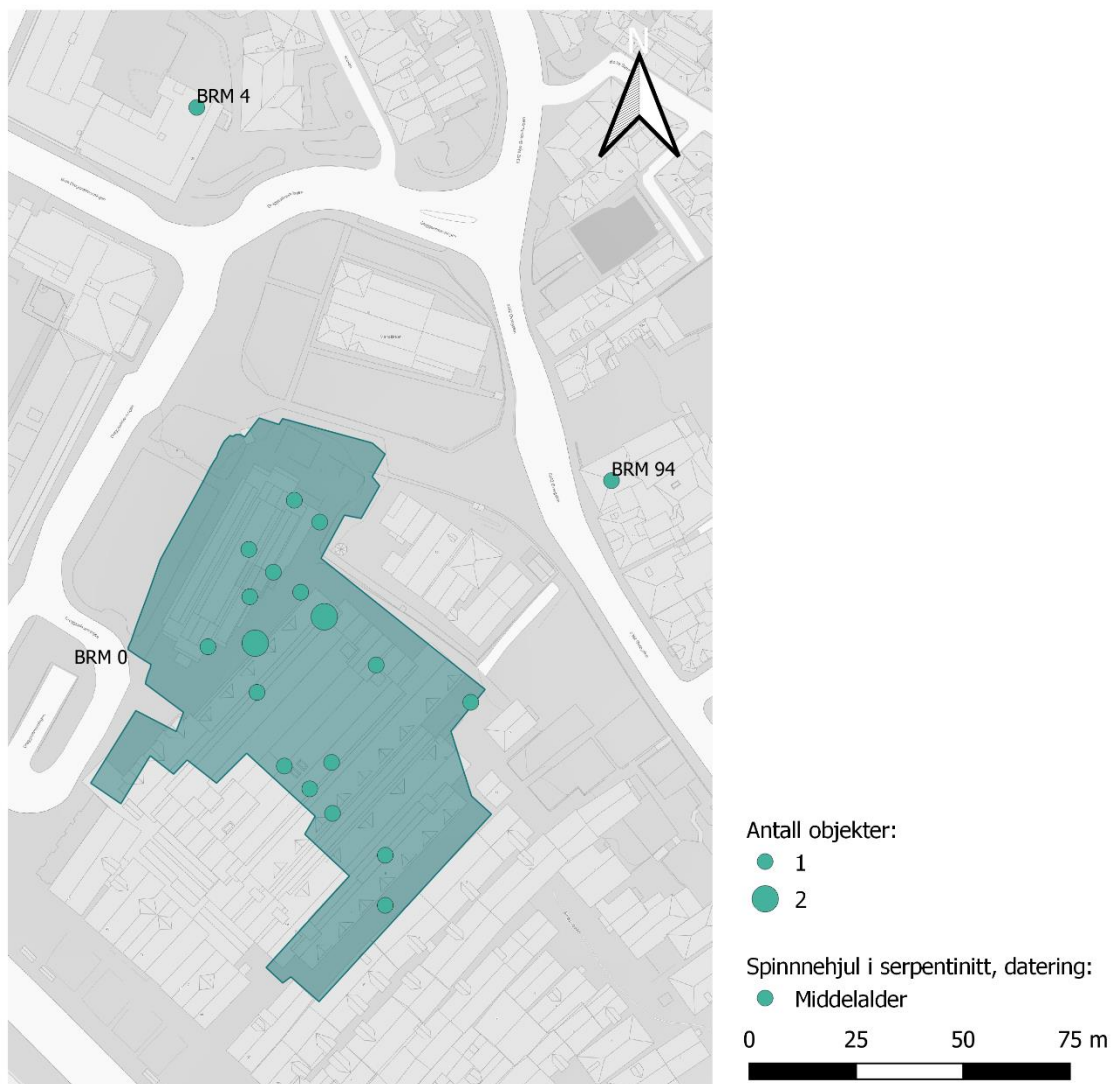 N
BRM 4
BRM 94
BRM 0
Antall objekter:
1
2
Spinnnehjul i serpentinitt, datering:
Middelalder
0 25 50 75 m